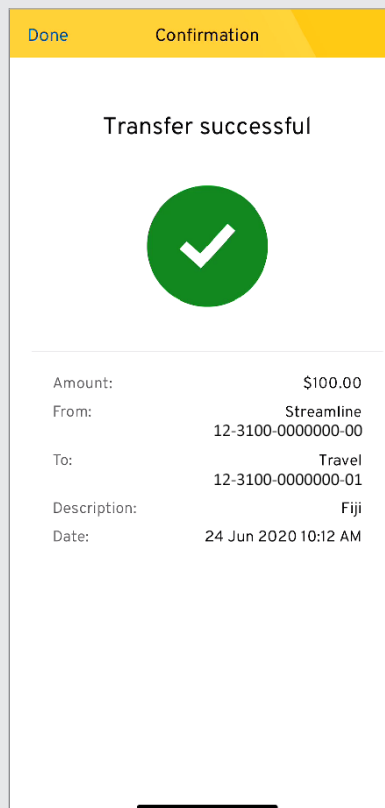 Done Confirmation
Transfer successful
Amount: $100.00
From: Streamline
12-3100-0000000-00
To: Travel
12-3100-0000000-01
Description: Fiji
Date: 24 Jun 2020 10:12 AM